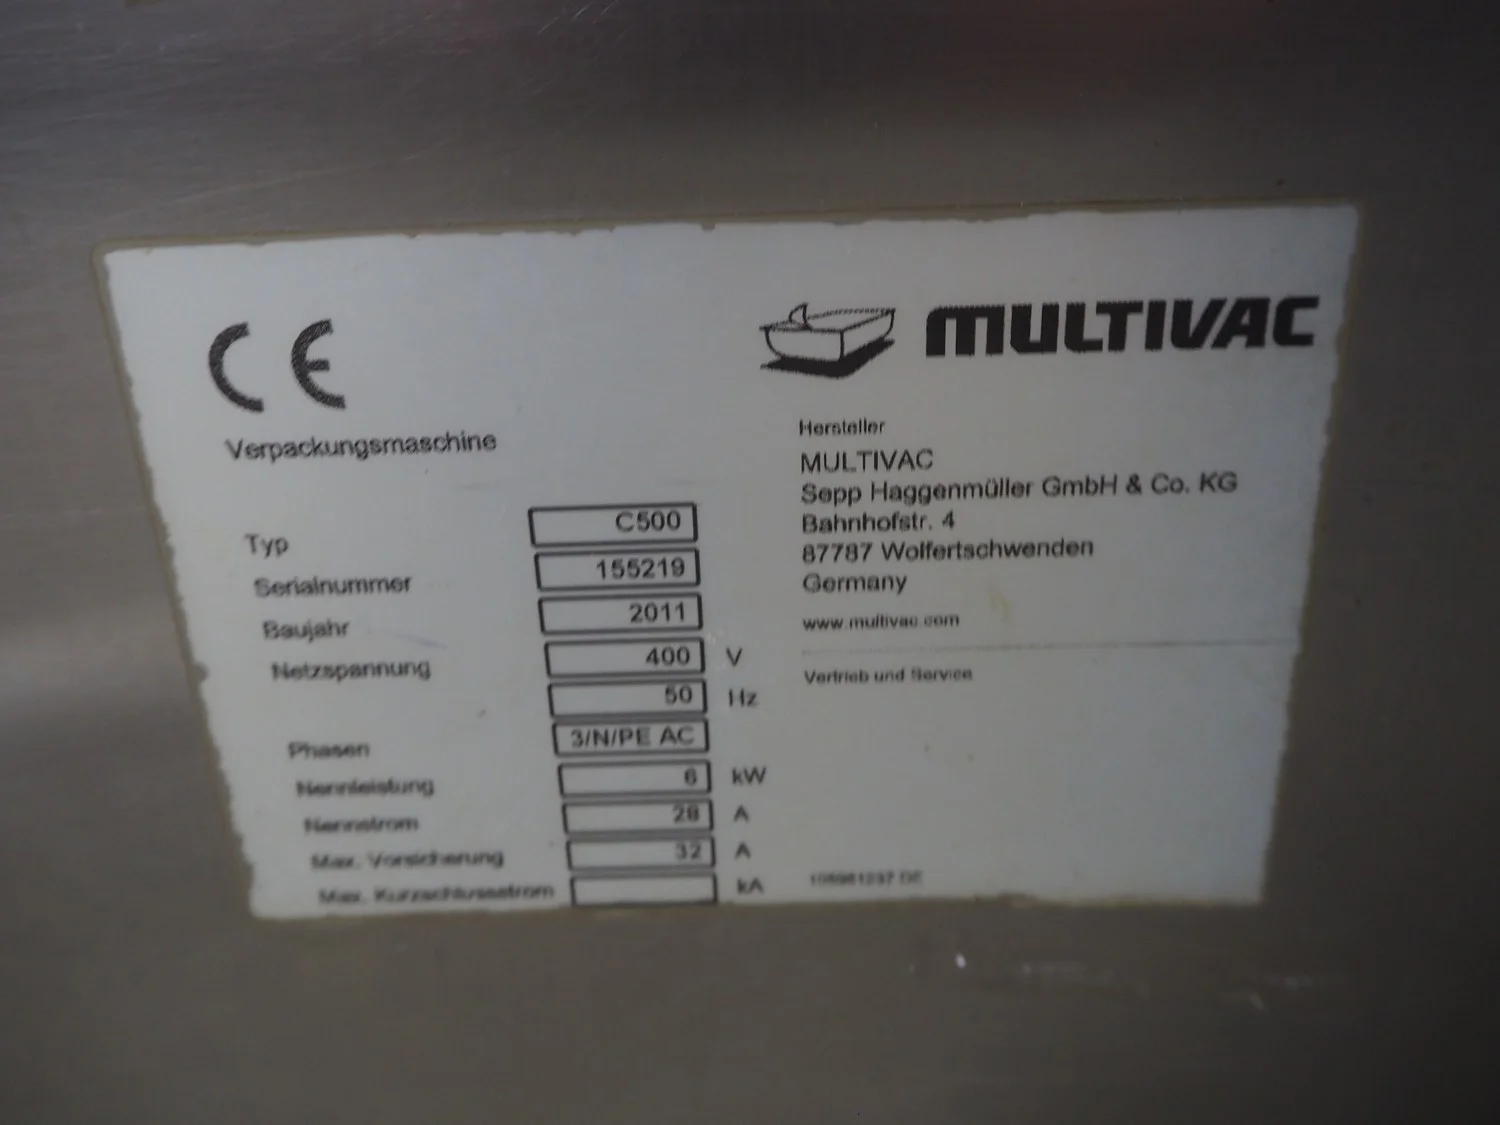 CE
MULTIVAC
Verpackungsmaschine
Typ C500
Serialnummer 155219
Baujahr 2011
Netzspannung 400 V
50 Hz
Phasen 3/N/PE AC
Nennleistung 6 kW
Nennstrom 28 A
Max. Vorsicherung 32 A
Max. Kurzschlussstrom kA
Hersteller
MULTIVAC
Sepp Haggenmüller GmbH & Co. KG
Bahnhofstr. 4
87787 Wolfertschwenden
Germany
www.multivac.com
Vertrieb und Service
DE